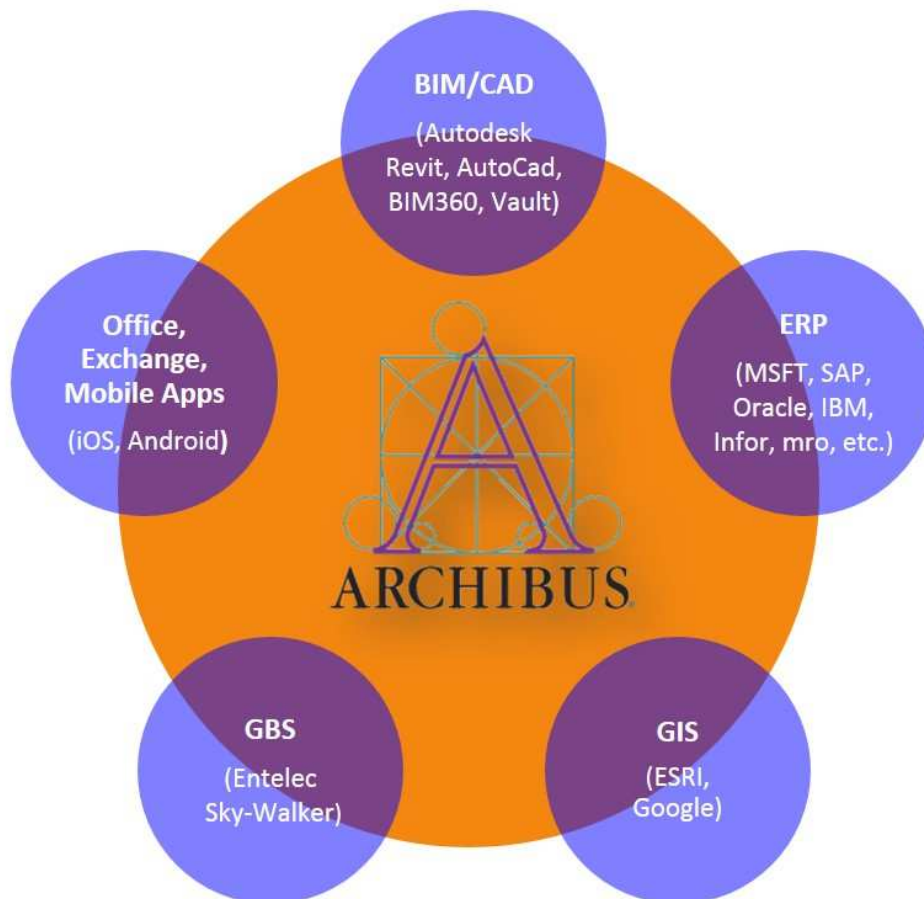 BIM/CAD
(Autodesk
Revit, AutoCad,
BIM360, Vault)
Office,
Exchange,
Mobile Apps
(iOS, Android)
ERP
(MSFT, SAP,
Oracle, IBM,
Infor, mro, etc.)
A
ARCHIBUS®
GBS
(Entelec
Sky-Walker)
GIS
(ESRI,
Google)